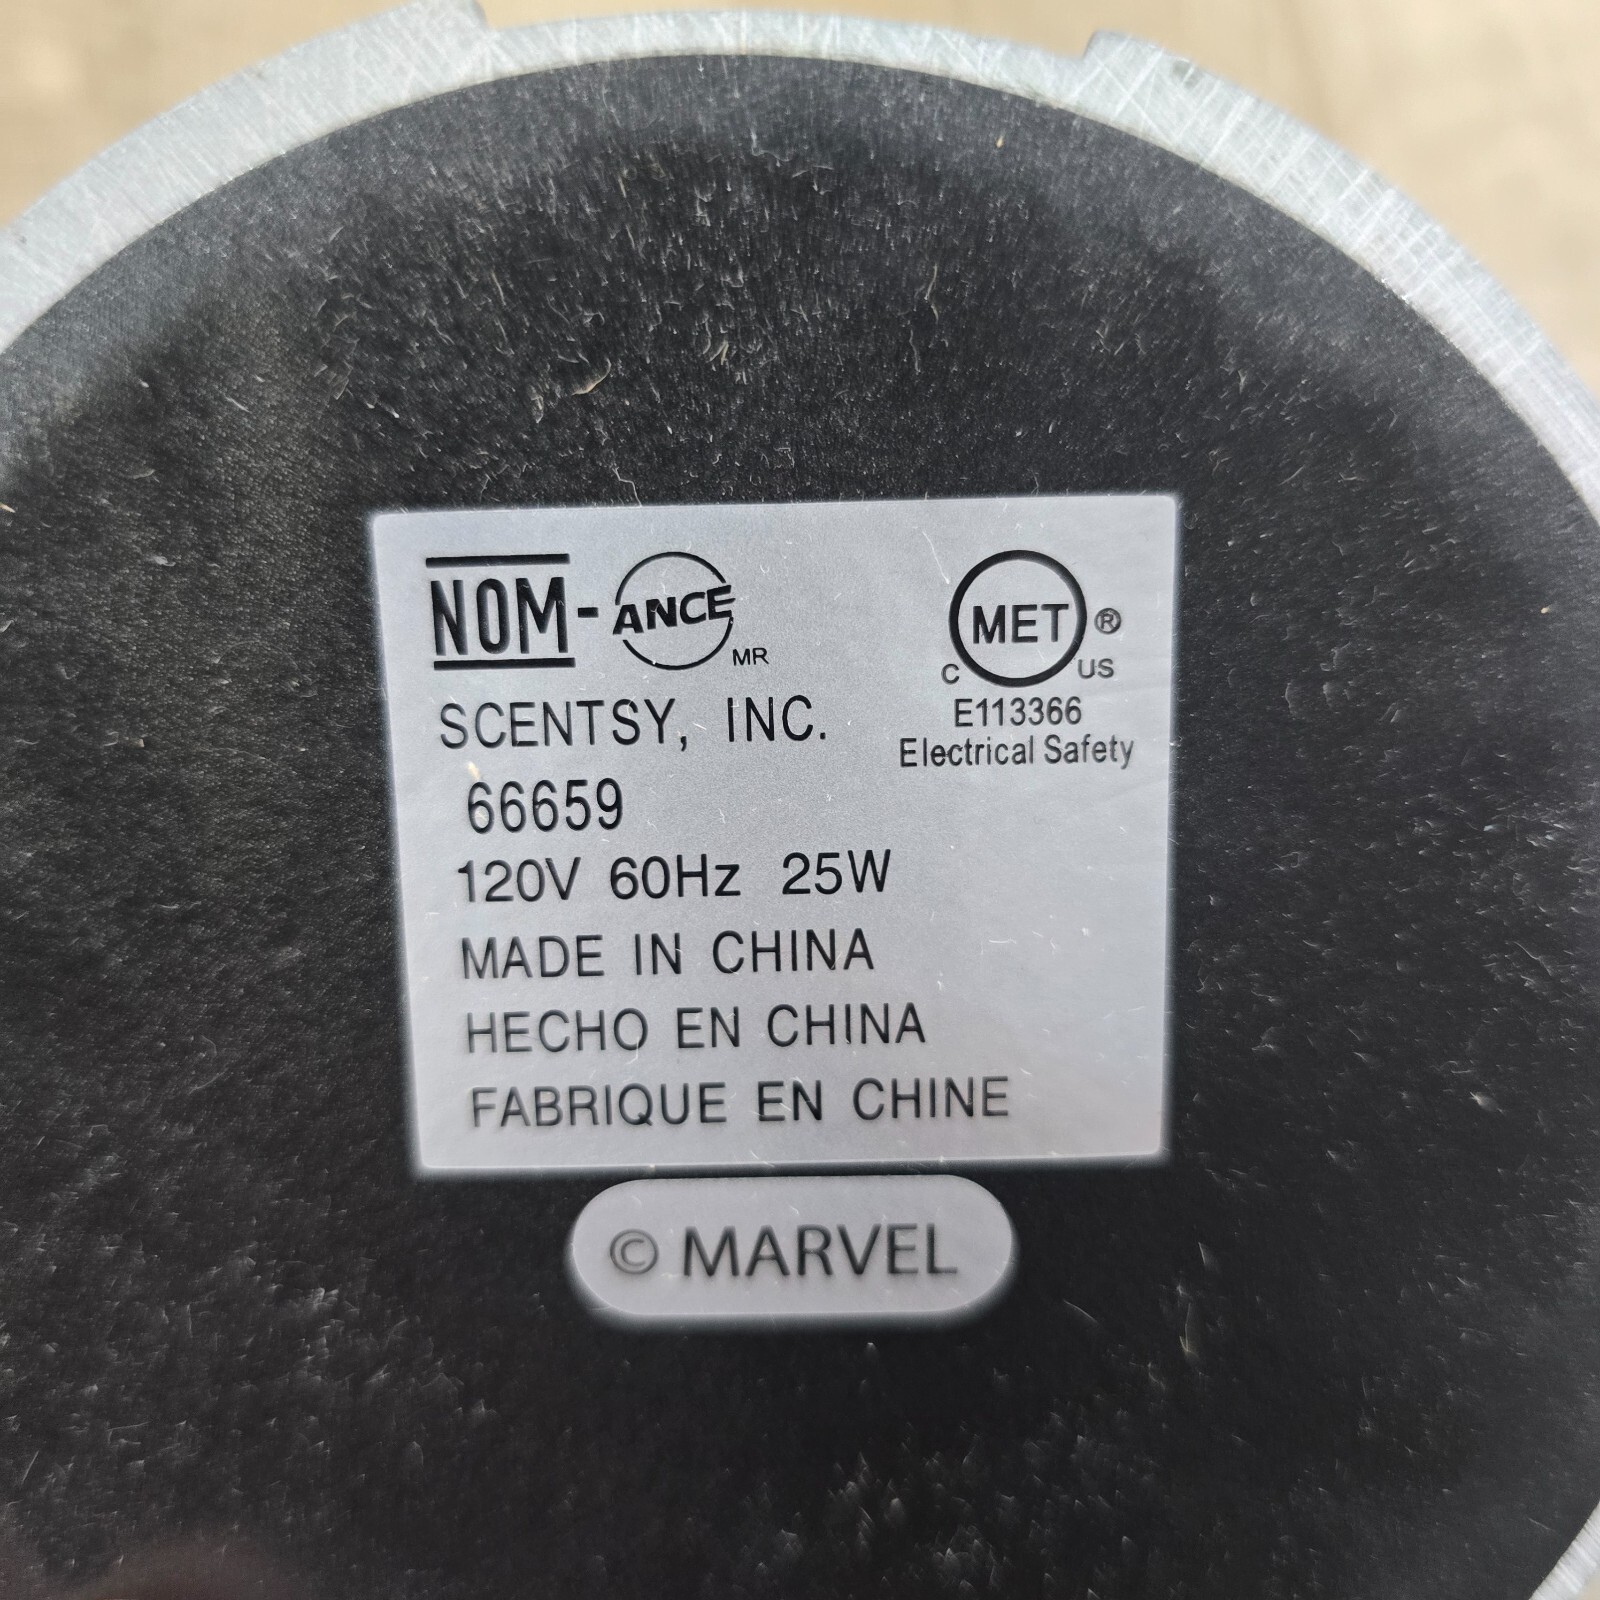 NOM-ANCE MR
C MET® US
E113366
Electrical Safety
SCENTSY, INC.
66659
120V 60Hz 25W
MADE IN CHINA
HECHO EN CHINA
FABRIQUE EN CHINE
© MARVEL